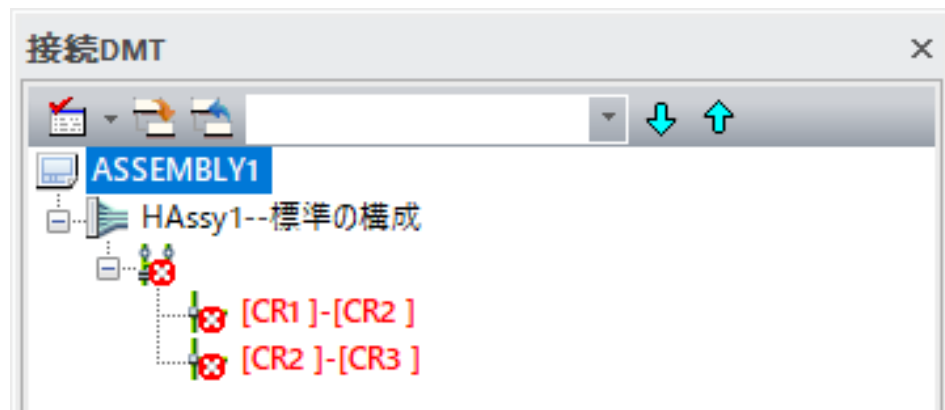 接続DMT
ASSEMBLY1
HAssy1--標準の構成
[CR1 ]-[CR2 ]
[CR2 ]-[CR3 ]